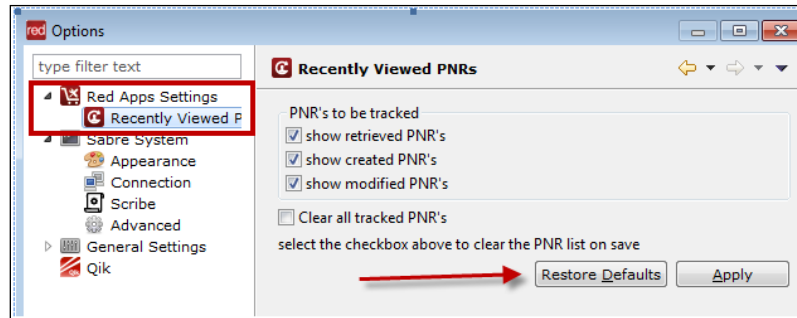 red Options
type filter text
Red Apps Settings
Recently Viewed P
Sabre System
Appearance
Connection
Scribe
Advanced
General Settings
Qik
Recently Viewed PNRs
PNR's to be tracked
show retrieved PNR's
show created PNR's
show modified PNR's
Clear all tracked PNR's
select the checkbox above to clear the PNR list on save
Restore Defaults Apply